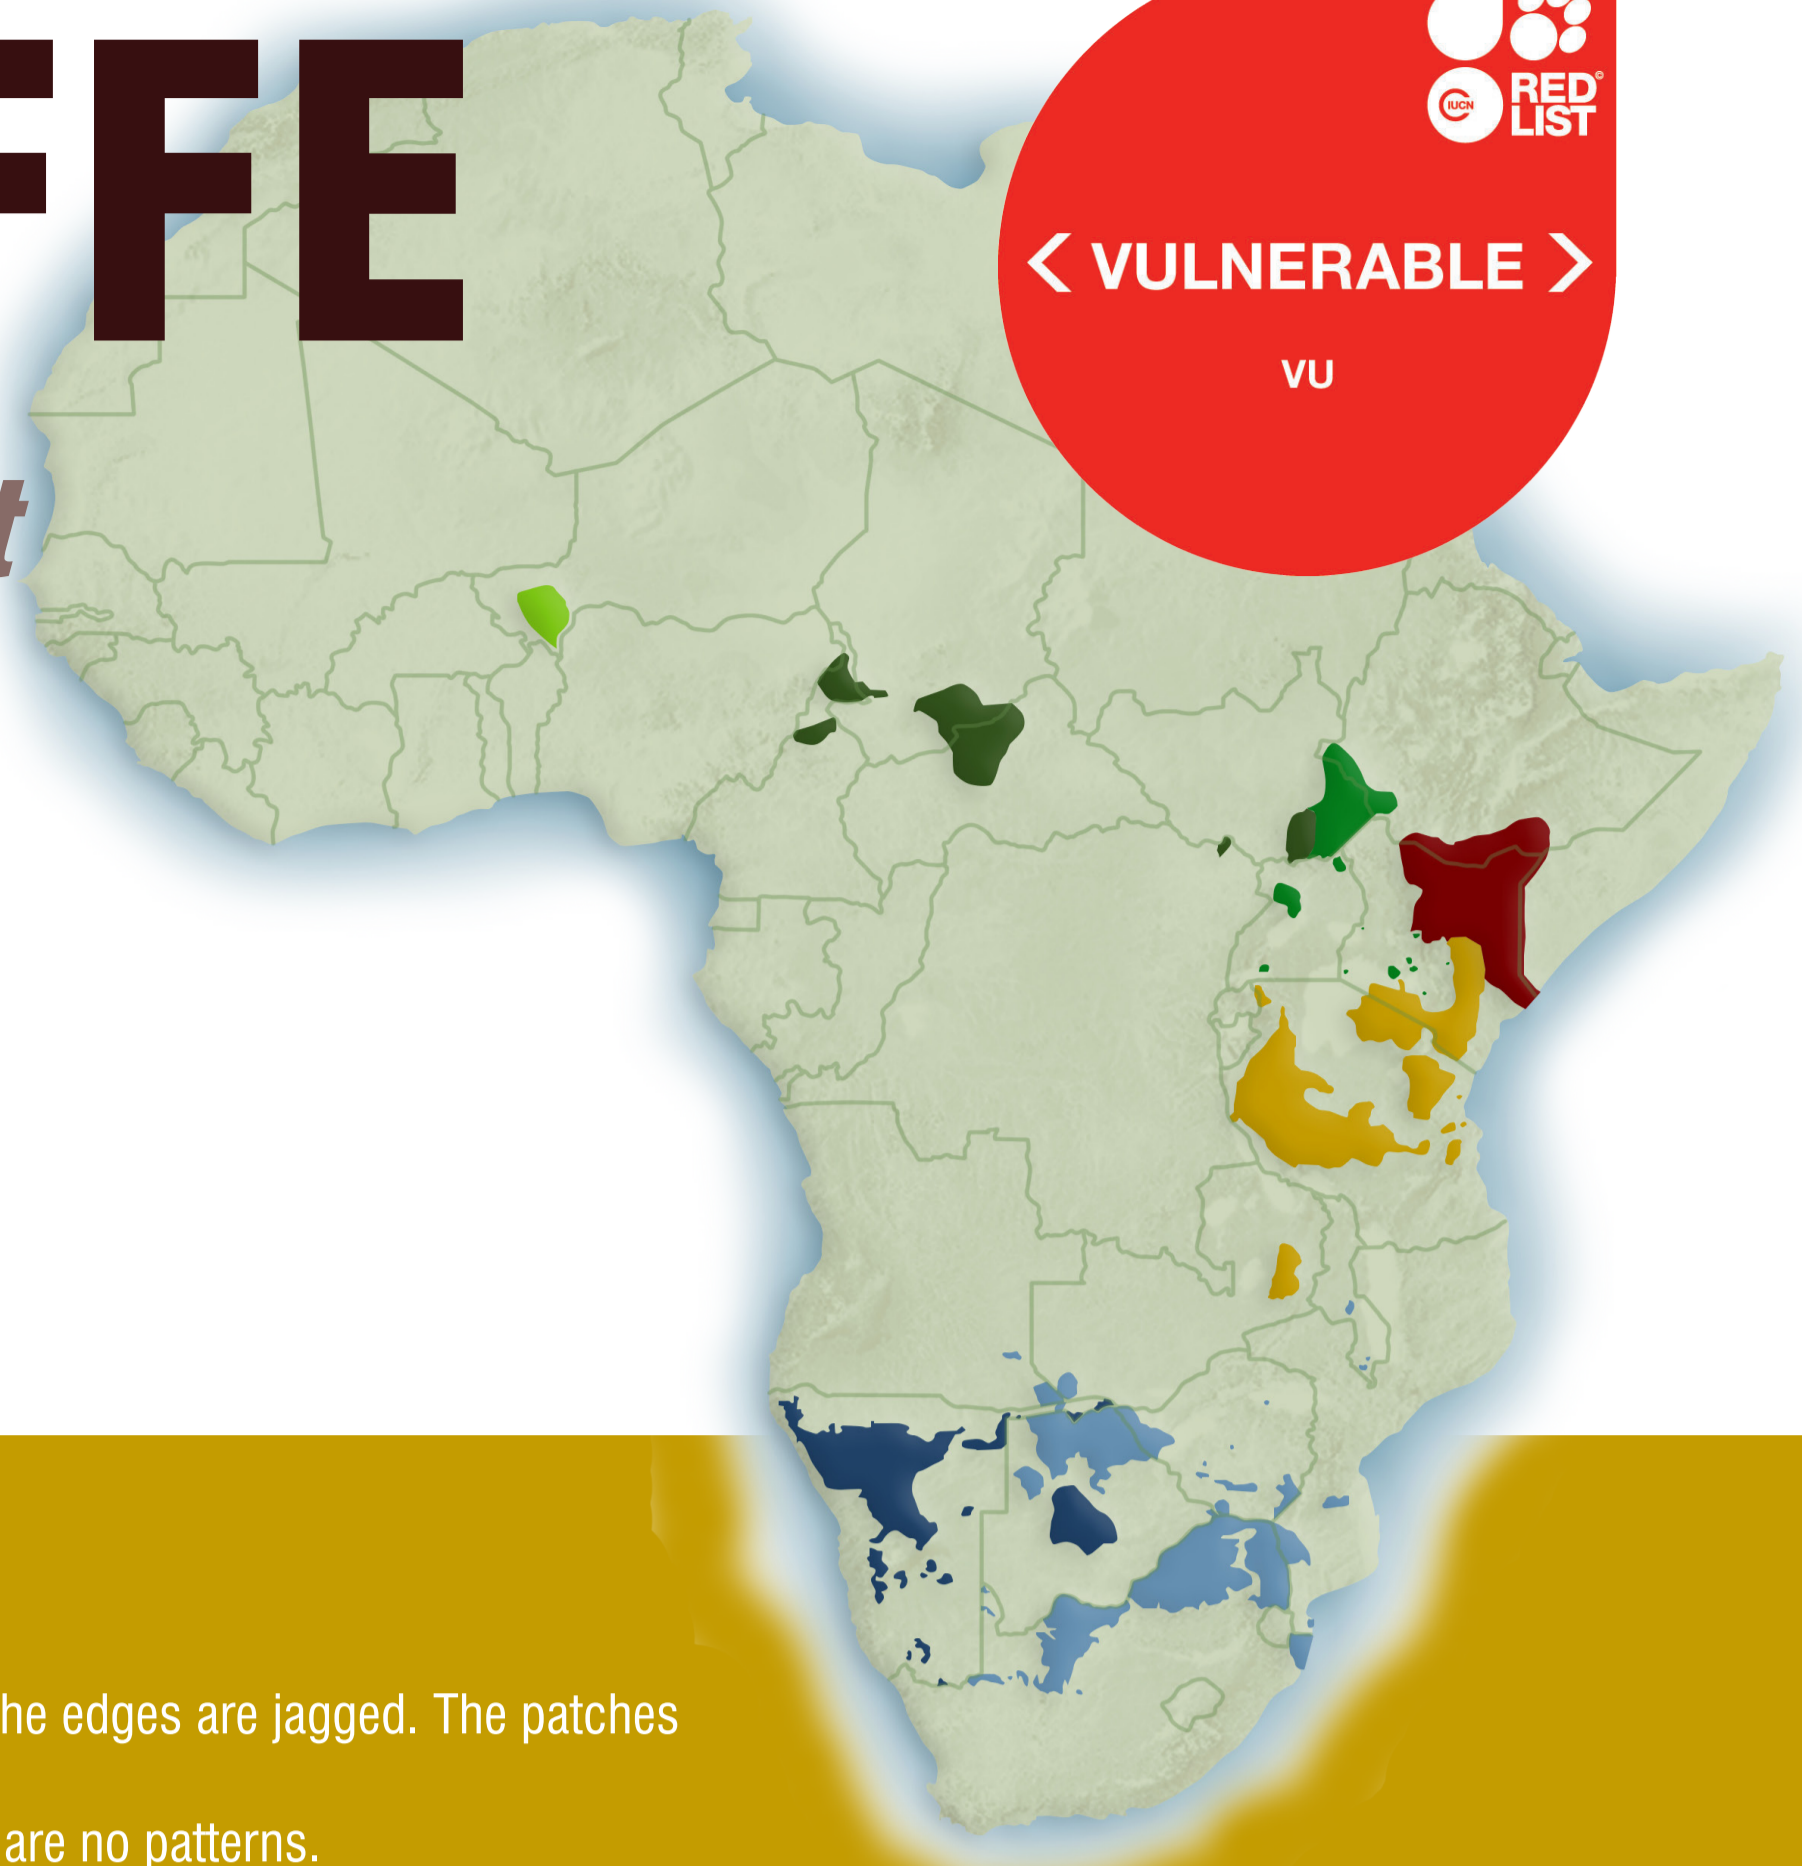 FFE
RED
LIST
©
IUCN
< VULNERABLE >
VU
t
he edges are jagged. The patches
are no patterns.